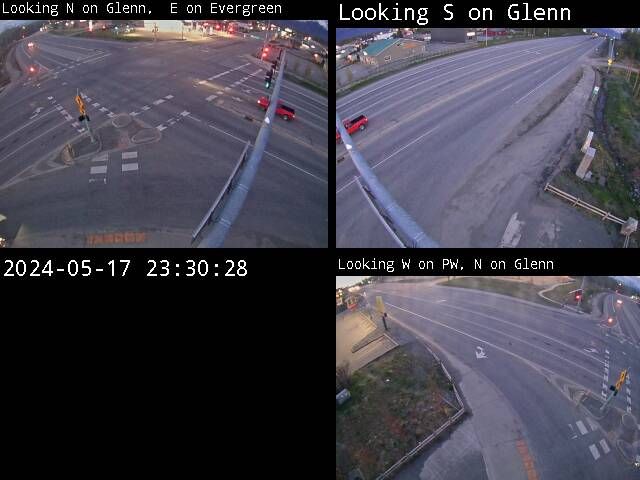 Looking N on Glenn, E on Evergreen
Looking S on Glenn
2024-05-17 23:30:28
Looking W on PW, N on Glenn